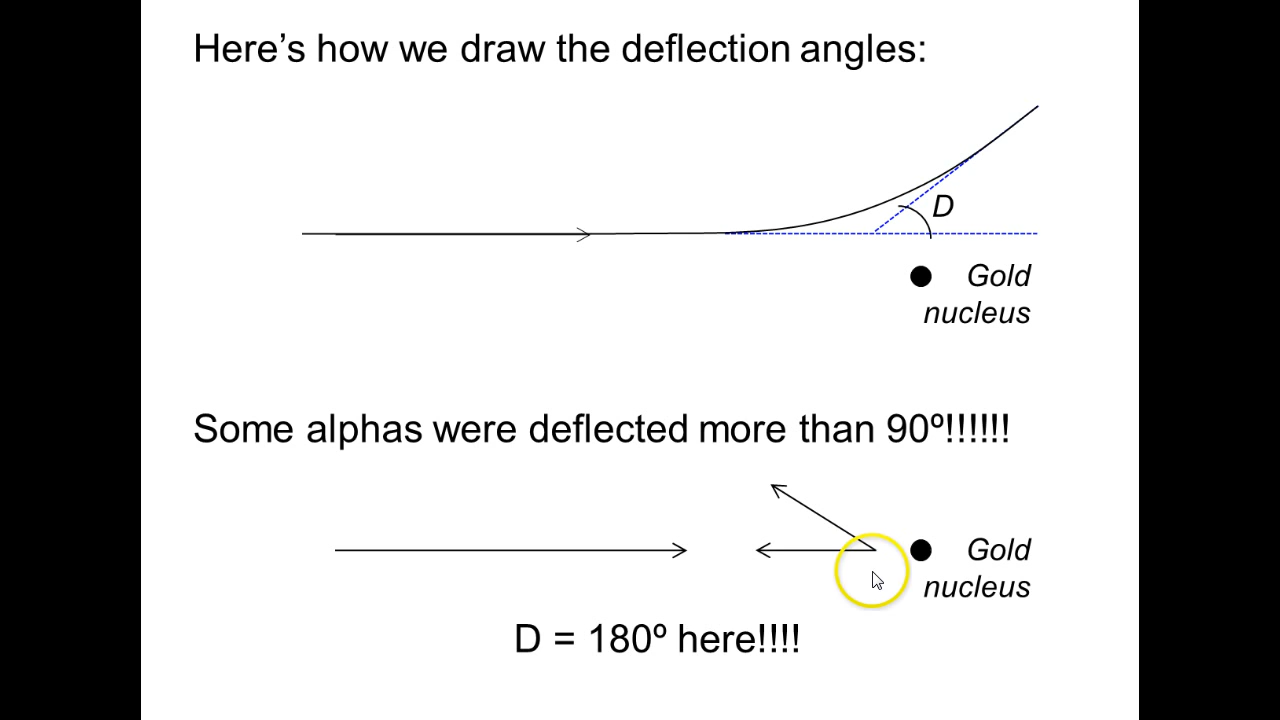 Here’s how we draw the deflection angles:
D
Gold
nucleus
Some alphas were deflected more than 90º!!!!!!
Gold
nucleus
D = 180º here!!!!